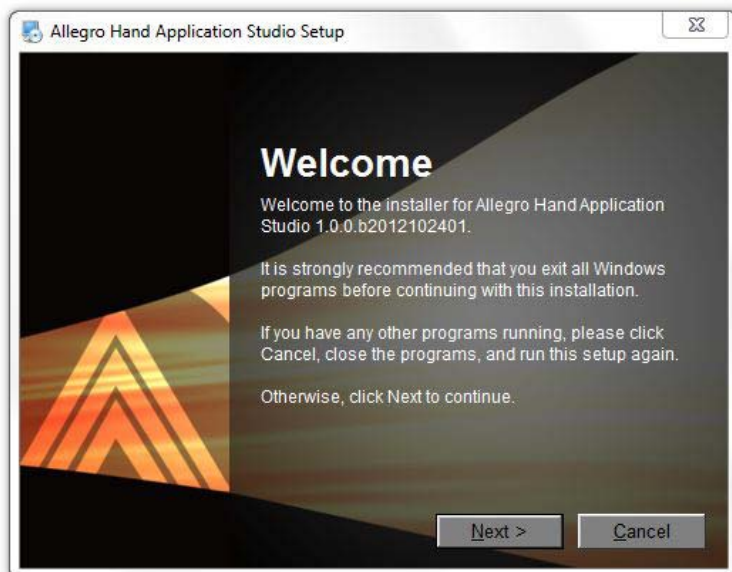 Allegro Hand Application Studio Setup
Welcome
Welcome to the installer for Allegro Hand Application
Studio 1.0.0.b2012102401.
It is strongly recommended that you exit all Windows
programs before continuing with this installation.
If you have any other programs running, please click
Cancel, close the programs, and run this setup again.
Otherwise, click Next to continue.
Next >
Cancel